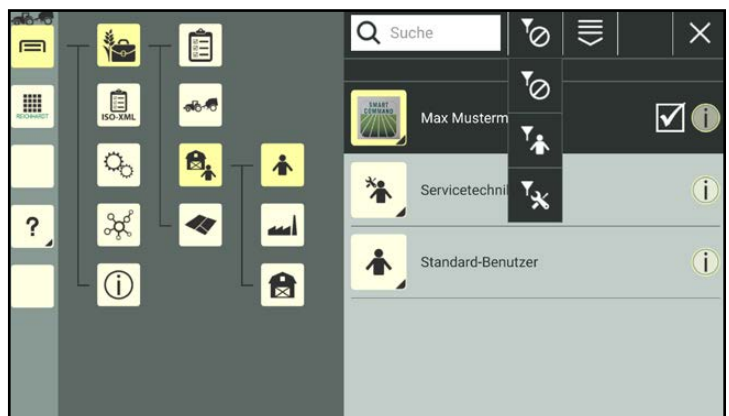 Suche
REICHHARDT
SMART
COMMAND
Max Musterm
ISO-XML
Servicetechni
?
Standard-Benutzer